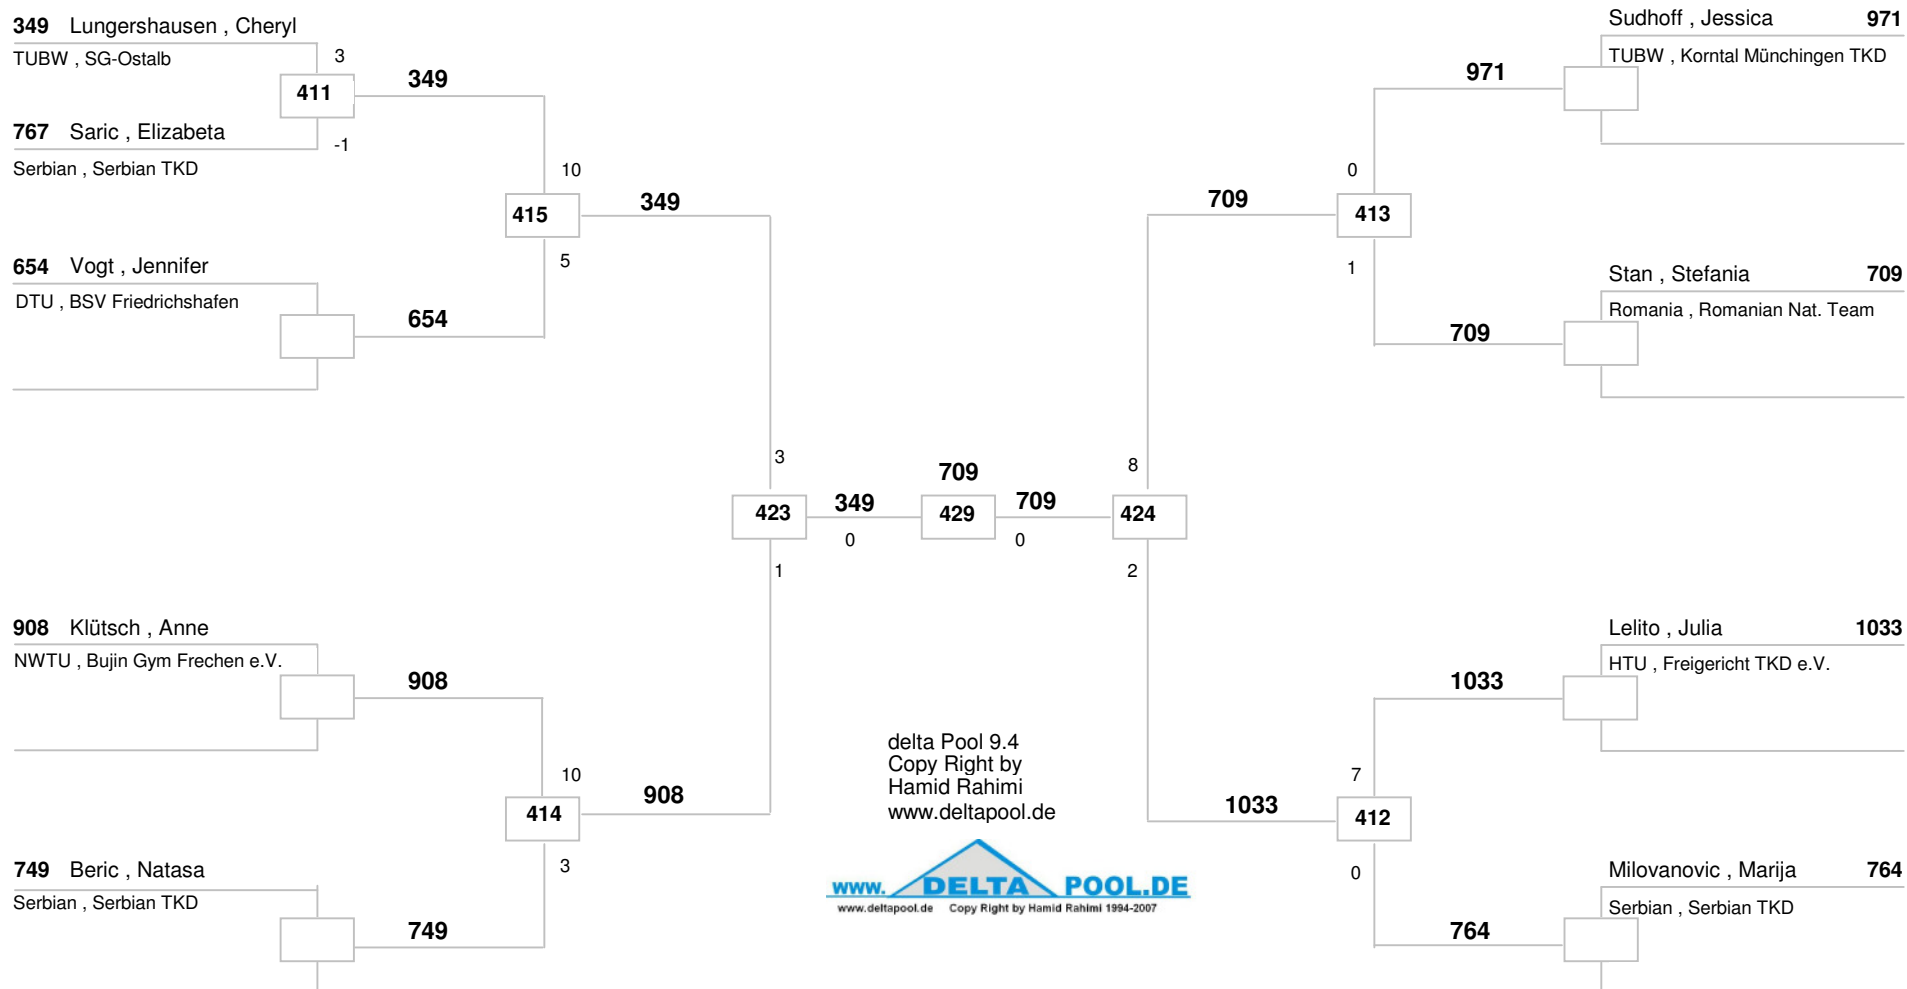 349 Lungershausen , Cheryl
TUBW , SG-Ostalb
3
411
349
767 Saric , Elizabeta
-1
Serbian , Serbian TKD
10
415
349
5
654 Vogt , Jennifer
DTU , BSV Friedrichshafen
654
3
423
349
0
1
908 Klütsch , Anne
NWTU , Bujin Gym Frechen e.V.
908
10
414
908
3
749 Beric , Natasa
Serbian , Serbian TKD
749
709
429
709
0
8
424
2
Sudhoff , Jessica 971
TUBW , Korntal Münchingen TKD
971
0
709
413
1
Stan , Stefania 709
Romania , Romanian Nat. Team
709
Lelito , Julia 1033
HTU , Freigericht TKD e.V.
1033
7
1033
412
0
Milovanovic , Marija 764
Serbian , Serbian TKD
764
delta Pool 9.4
Copy Right by
Hamid Rahimi
www.deltapool.de
www. DELTA POOL.DE
www.deltapool.de Copy Right by Hamid Rahimi 1994-2007